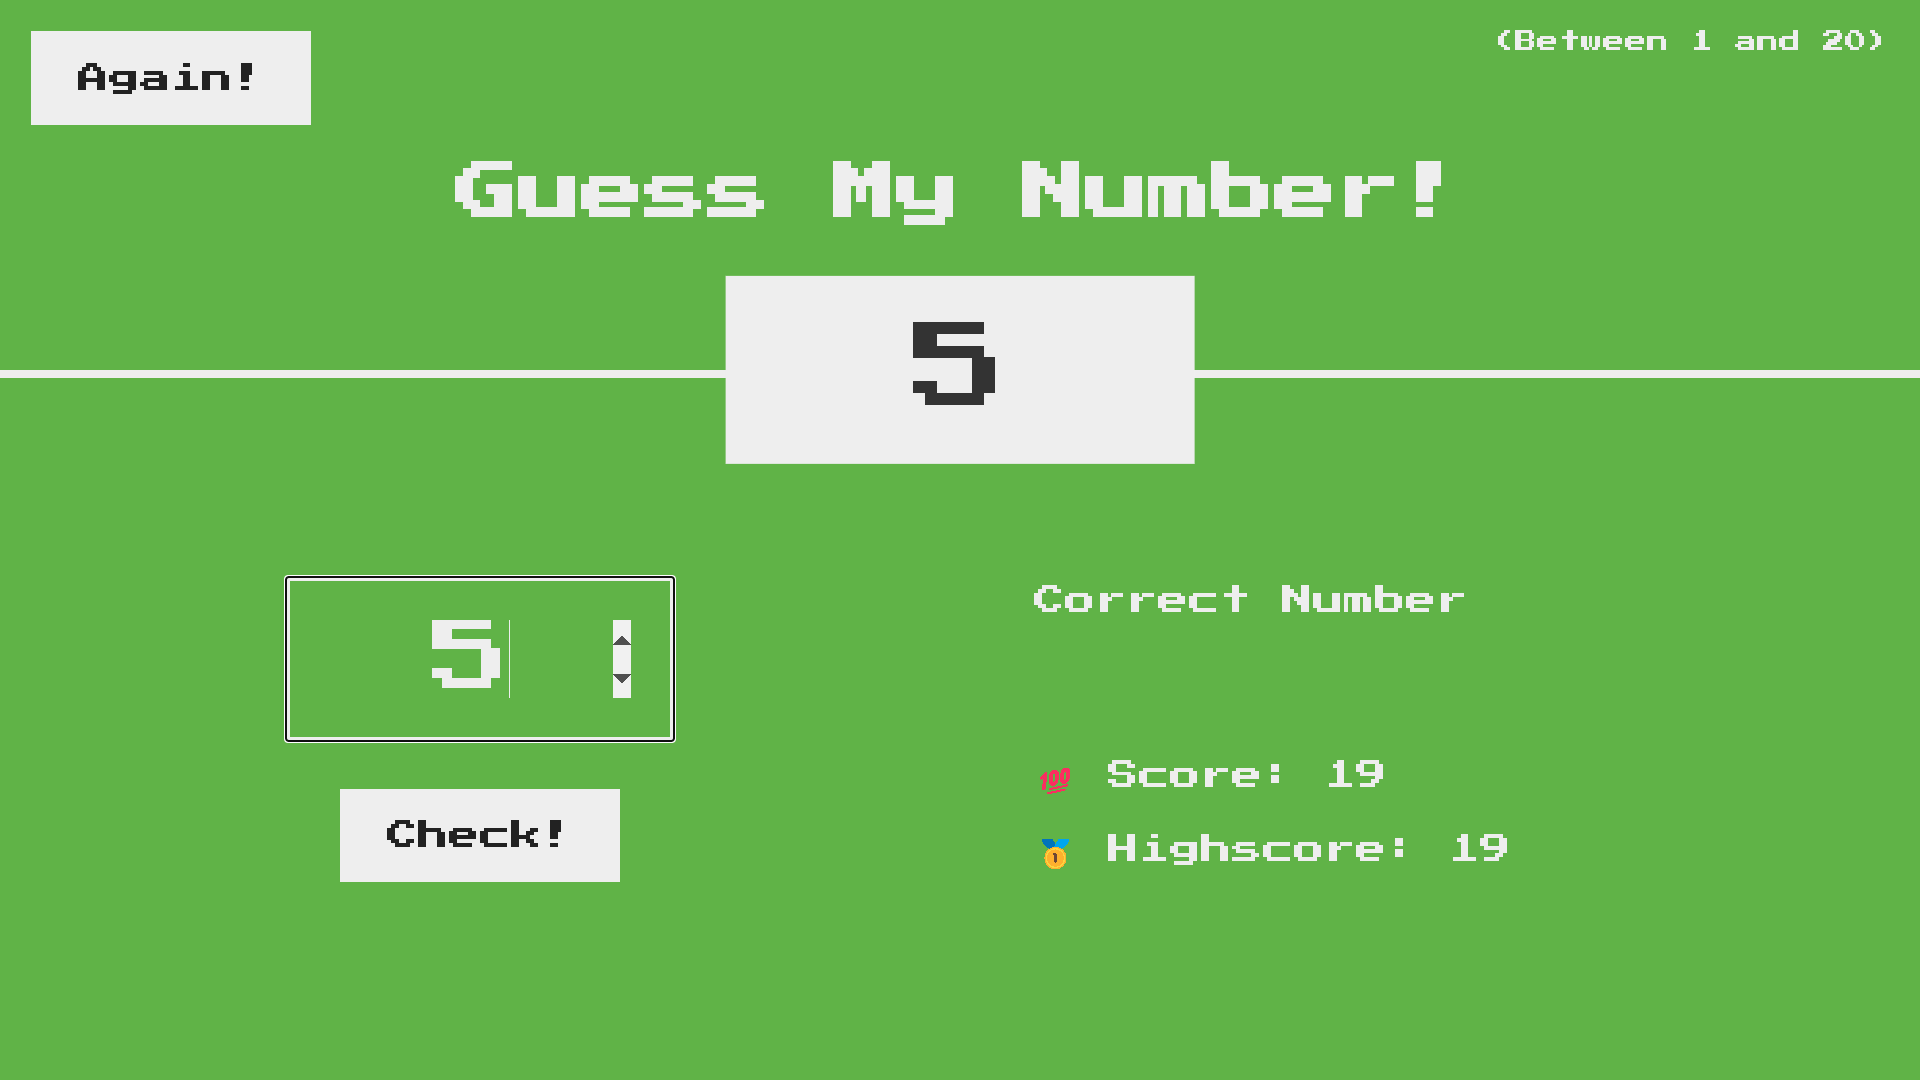 Again!
(Between 1 and 20)
Guess My Number!
5
5
Check!
Correct Number
💯 Score: 19
🥇 Highscore: 19